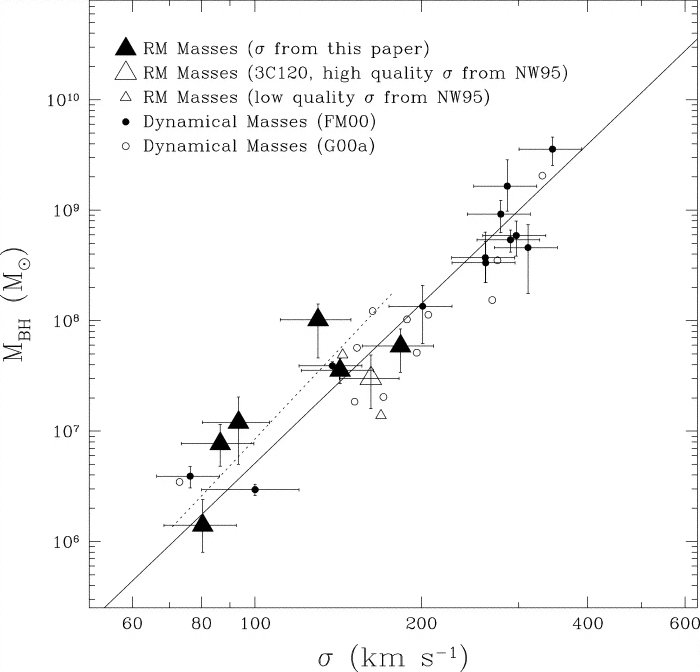 RM Masses (σ from this paper)
RM Masses (3C120, high quality σ from NW95)
RM Masses (low quality σ from NW95)
Dynamical Masses (FM00)
Dynamical Masses (G00a)
10¹⁰
10⁹
10⁸
10⁷
10⁶
M_BH (M_⊙)
60 80 100 200 400 600
σ (km s⁻¹)